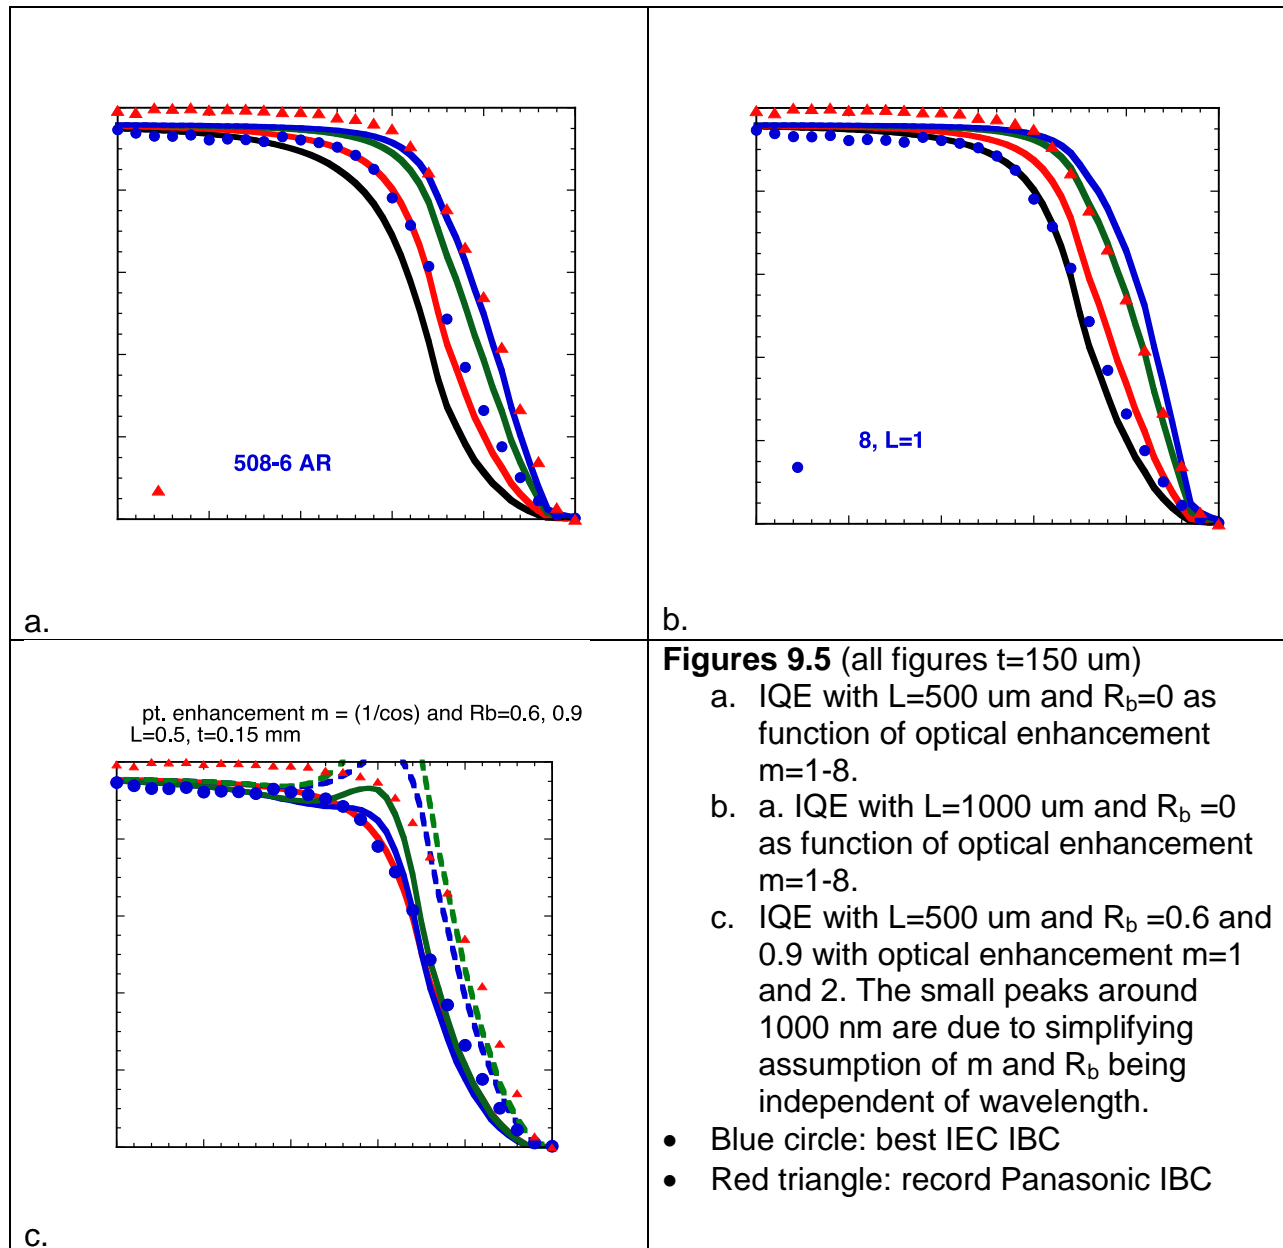 508-6 AR
a.
8, L=1
b.
pt. enhancement m = (1/cos) and Rb=0.6, 0.9
L=0.5, t=0.15 mm
c.
Figures 9.5 (all figures t=150 um)
a. IQE with L=500 um and Rb=0 as
function of optical enhancement
m=1-8.
b. a. IQE with L=1000 um and Rb =0
as function of optical enhancement
m=1-8.
c. IQE with L=500 um and Rb =0.6 and
0.9 with optical enhancement m=1
and 2. The small peaks around
1000 nm are due to simplifying
assumption of m and Rb being
independent of wavelength.
• Blue circle: best IEC IBC
• Red triangle: record Panasonic IBC